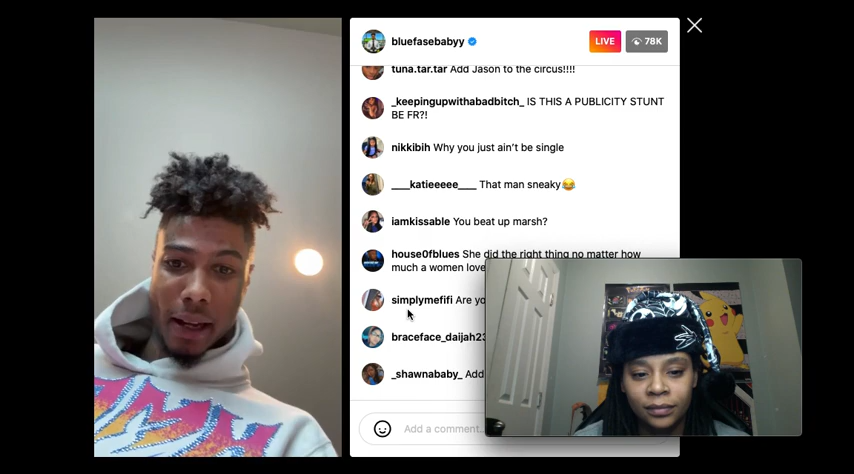 bluefasebabyy
LIVE
78K
tuna.tar.tar Add Jason to the circus!!!!
_keepingupwithabadbitch_ IS THIS A PUBLICITY STUNT
BE FR?!
nikkibih Why you just ain't be single
____katieeeee____ That man sneaky😂
iamkissable You beat up marsh?
house0fblues She did the right thing no matter how
much a women love
simplymefifi Are yo
braceface_daijah23
_shawnababy_ Add
Add a comment...